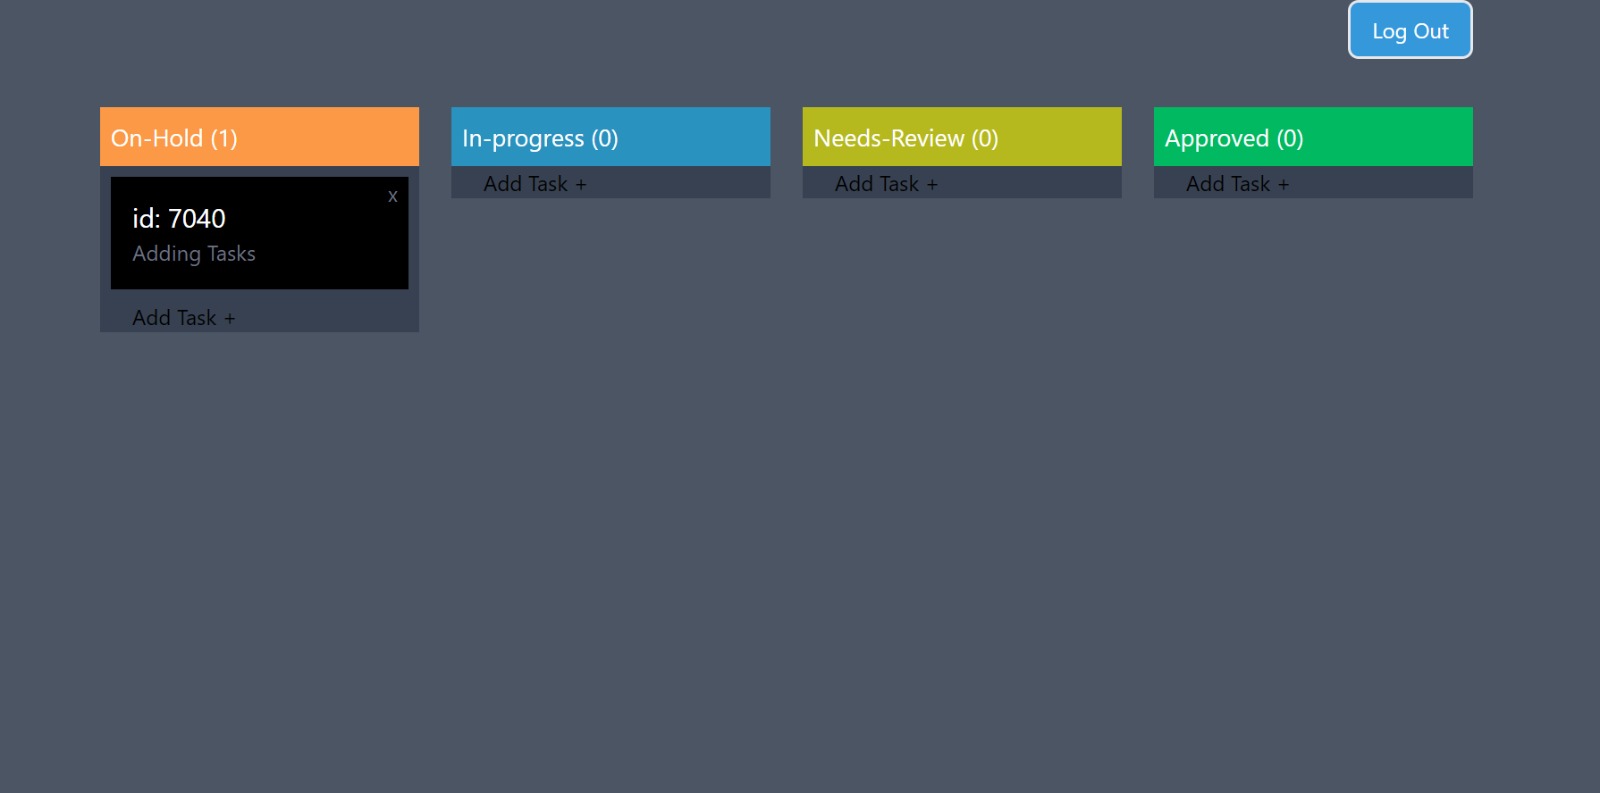 Log Out
On-Hold (1)
x
id: 7040
Adding Tasks
Add Task +
In-progress (0)
Add Task +
Needs-Review (0)
Add Task +
Approved (0)
Add Task +